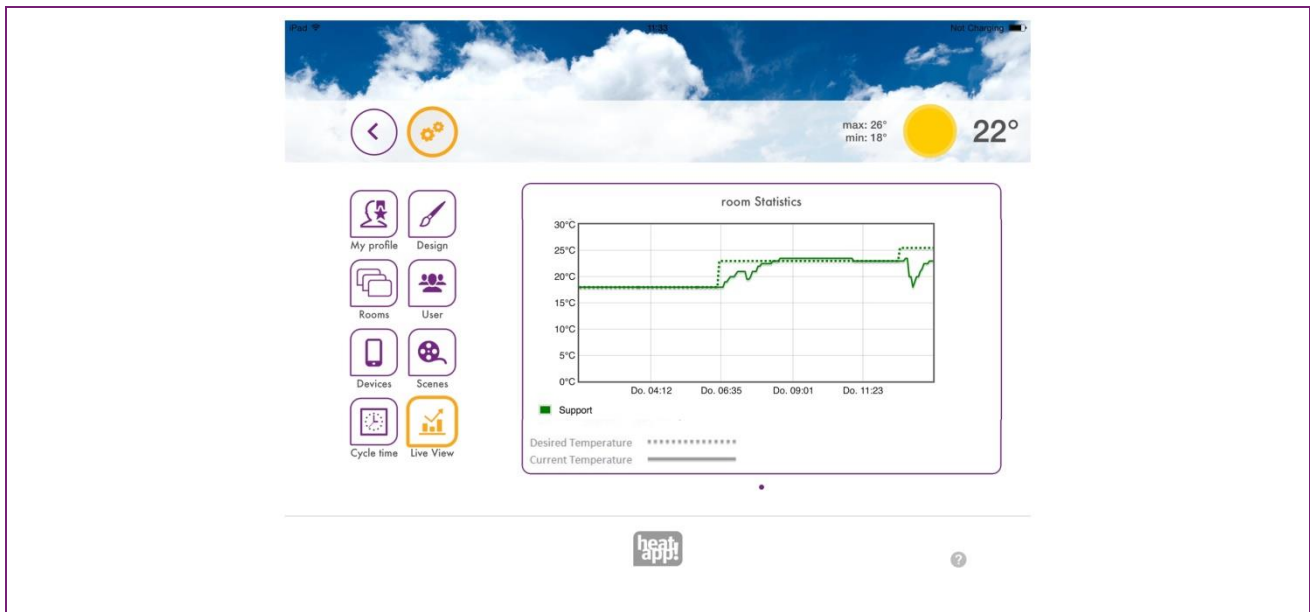 iPad 11:33 Not Charging
max: 26°
min: 18°
22°
My profile Design
Rooms User
Devices Scenes
Cycle time Live View
room Statistics
30°C
25°C
20°C
15°C
10°C
5°C
0°C
Do. 04:12 Do. 06:35 Do. 09:01 Do. 11:23
Support
Desired Temperature
Current Temperature
heat
app!
?